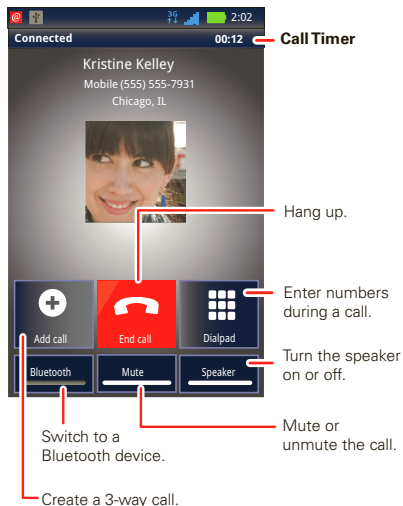 @ 3G 2:02
Connected 00:12
Call Timer
Kristine Kelley
Mobile (555) 555-7931
Chicago, IL
Hang up.
Add call End call Dialpad
Enter numbers
during a call.
Bluetooth Mute Speaker
Turn the speaker
on or off.
Mute or
unmute the call.
Switch to a
Bluetooth device.
Create a 3-way call.